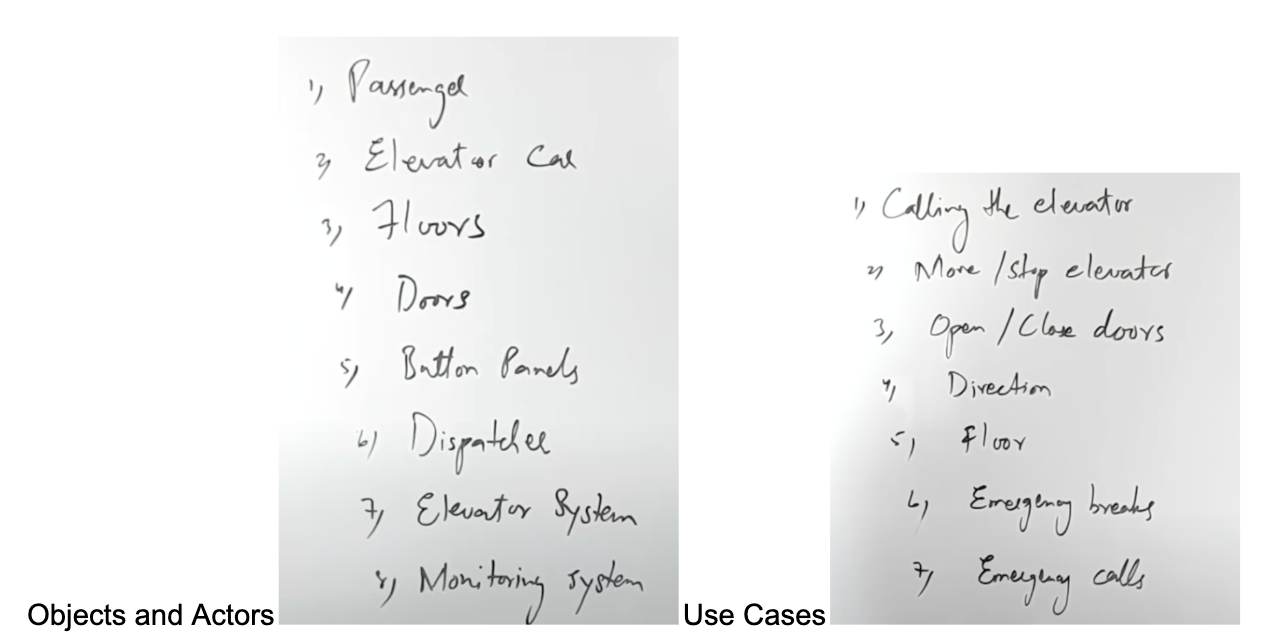 1) Passenger
2) Elevator Car
3) Floors
4) Doors
5) Button Panels
6) Dispatcher
7) Elevator System
8) Monitoring system
Objects and Actors
1) Calling the elevator
2) Move / Stop elevator
3) Open / Close doors
4) Direction
5) Floor
6) Emergency breaks
7) Emergency calls
Use Cases